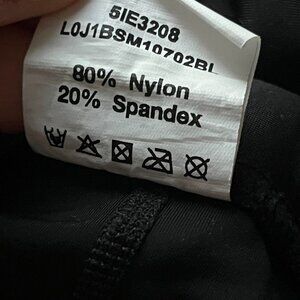 5IE3208
L0J1BSM10702BL
80% Nylon
20% Spandex